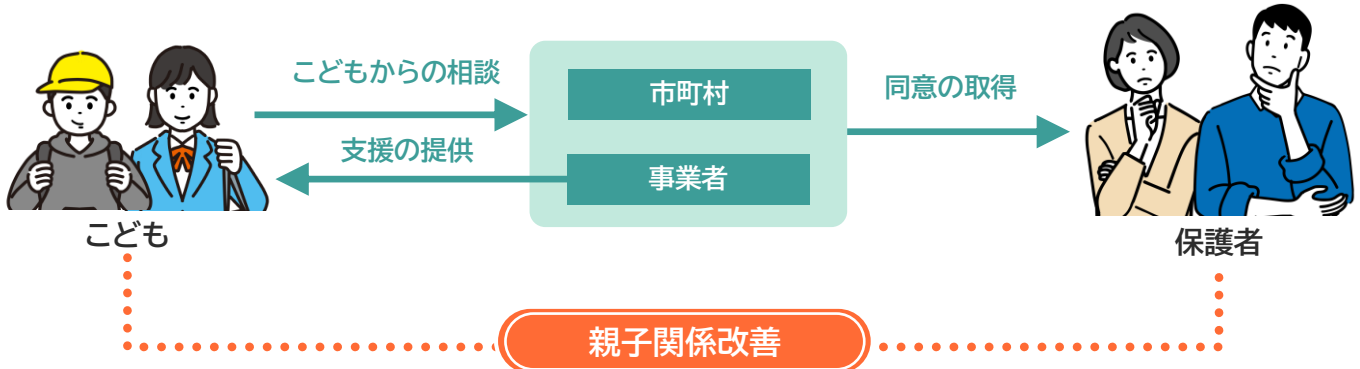 こどもからの相談
支援の提供
市町村
事業者
同意の取得
こども
保護者
親子関係改善